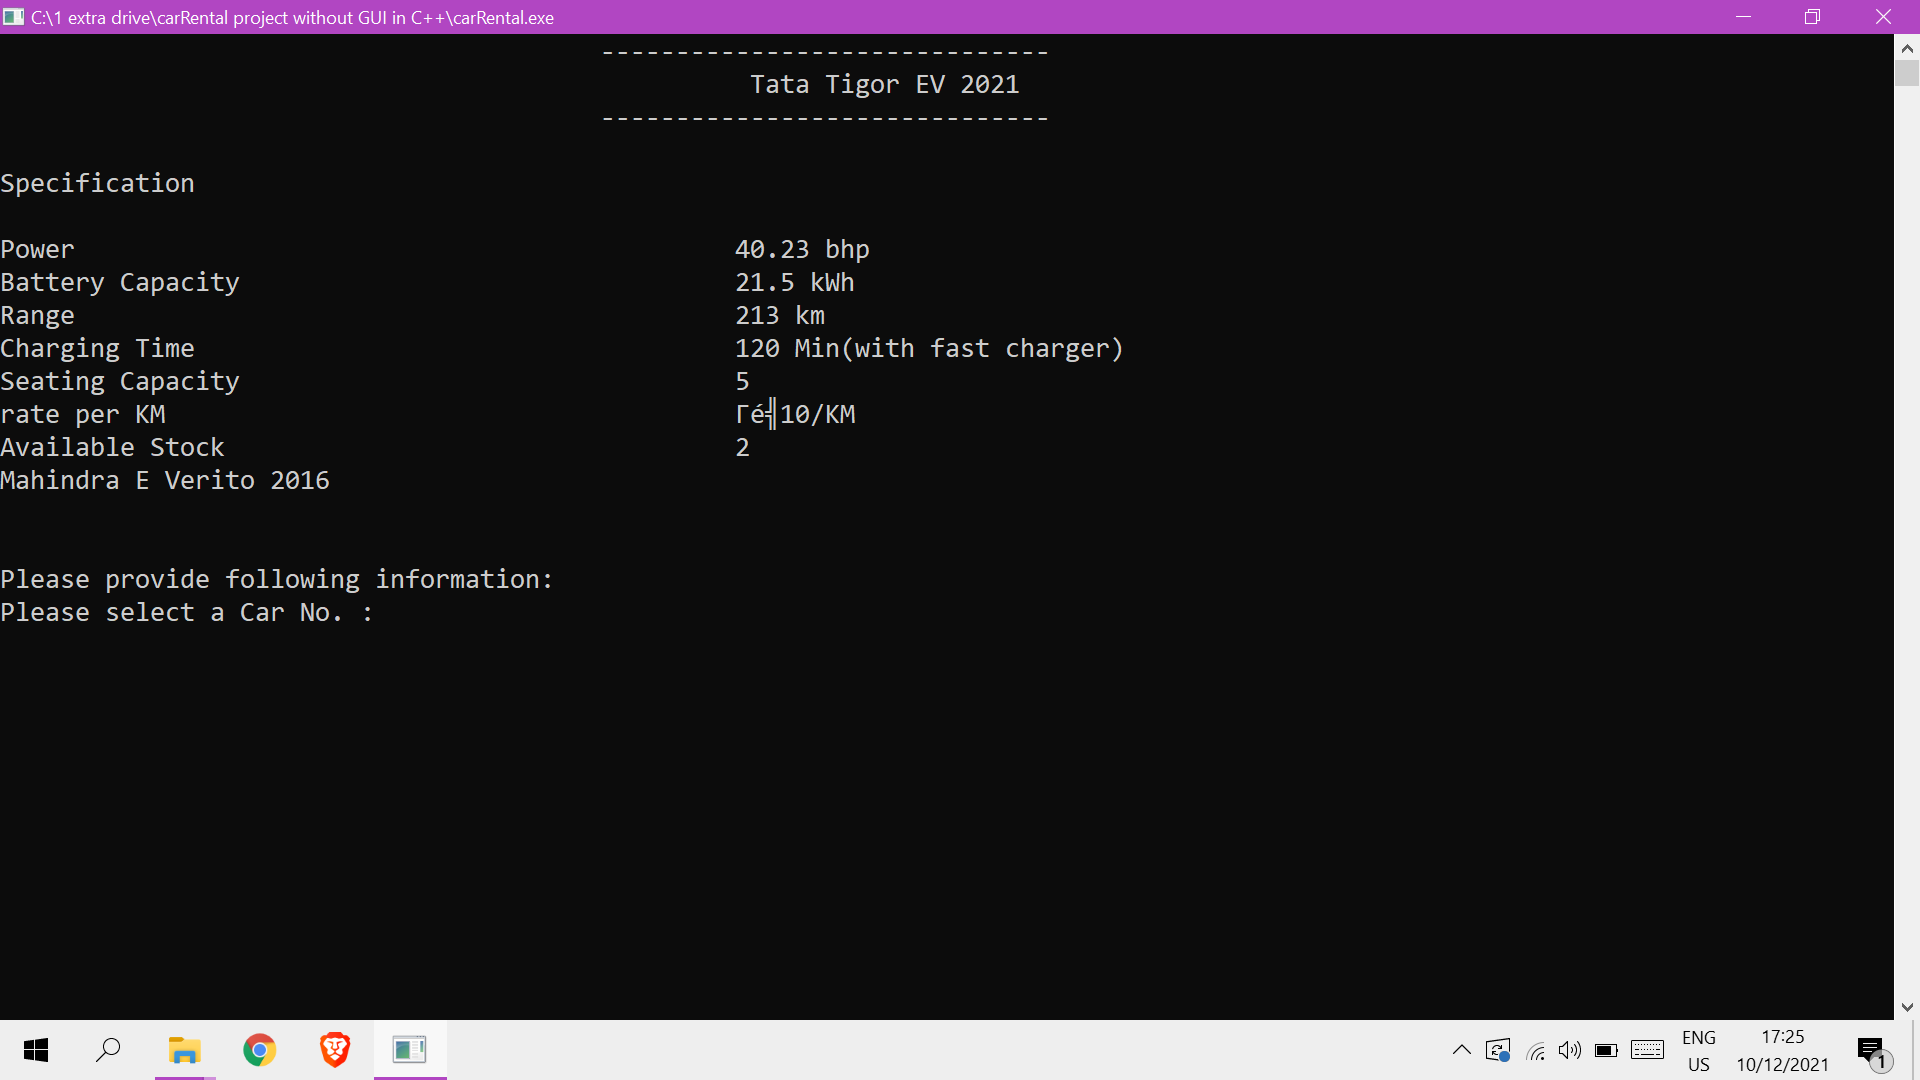 C:\1 extra drive\carRental project without GUI in C++\carRental.exe
------------------------------
Tata Tigor EV 2021
------------------------------
Specification
Power 40.23 bhp
Battery Capacity 21.5 kWh
Range 213 km
Charging Time 120 Min(with fast charger)
Seating Capacity 5
rate per KM Γé╣10/KM
Available Stock 2
Mahindra E Verito 2016
Please provide following information:
Please select a Car No. :
ENG
US
17:25
10/12/2021
1